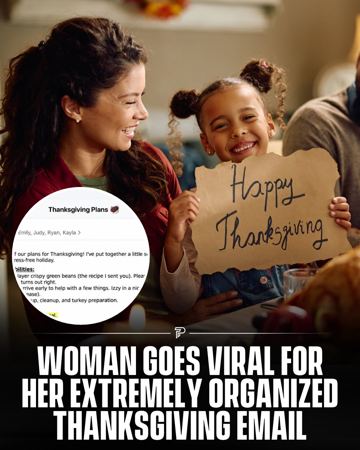 Happy
Thanksgiving
Thanksgiving Plans
Emily, Judy, Ryan, Kayla >
f our plans for Thanksgiving! I've put together a little s
ress-free holiday.
bilities:
layer crispy green beans (the recipe I sent you). Plea
turns out right.
rrive early to help with a few things. Izzy in a nir
ease).
up, cleanup, and turkey preparation.
WOMAN GOES VIRAL FOR
HER EXTREMELY ORGANIZED
THANKSGIVING EMAIL